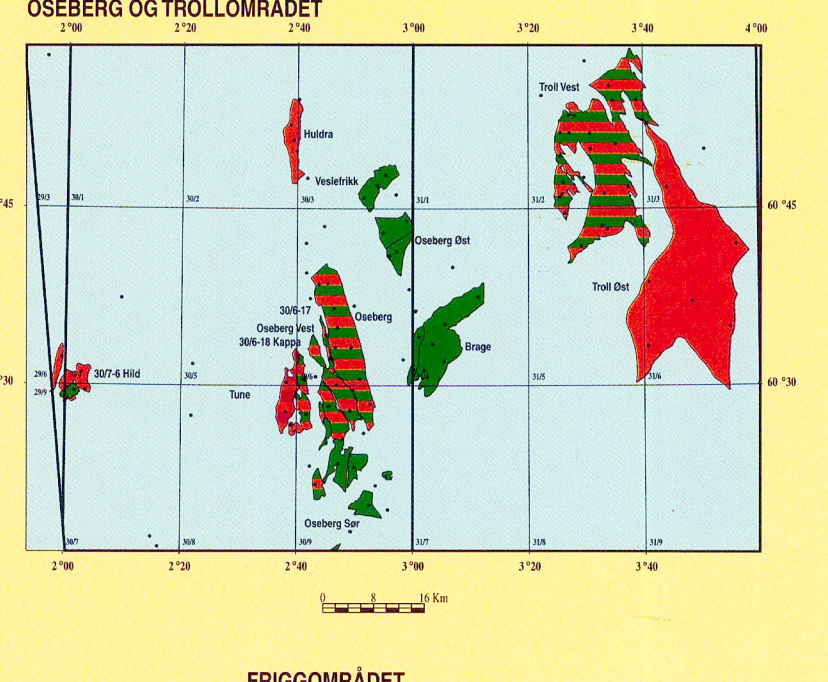 OSEBERG OG TROLLOMRÅDET
2°00 2°20 2°40 3°00 3°20 3°40 4°00
Troll Vest
Huldra
Veslefrikk
°45 29/3 30/1 30/2 30/3 31/1 31/2 31/3 60°45
Oseberg Øst
Troll Øst
30/6-17
Oseberg
Oseberg Vest
30/6-18 Kappa
Brage
29/6 30/7-6 Hild 30/5 31/5 31/6
°30 60°30
29/9
Tune
Oseberg Sør
30/7 30/8 30/9 31/7 31/8 31/9
2°00 2°20 2°40 3°00 3°20 3°40
0 8 16 Km
FRIGGOMRÅDET